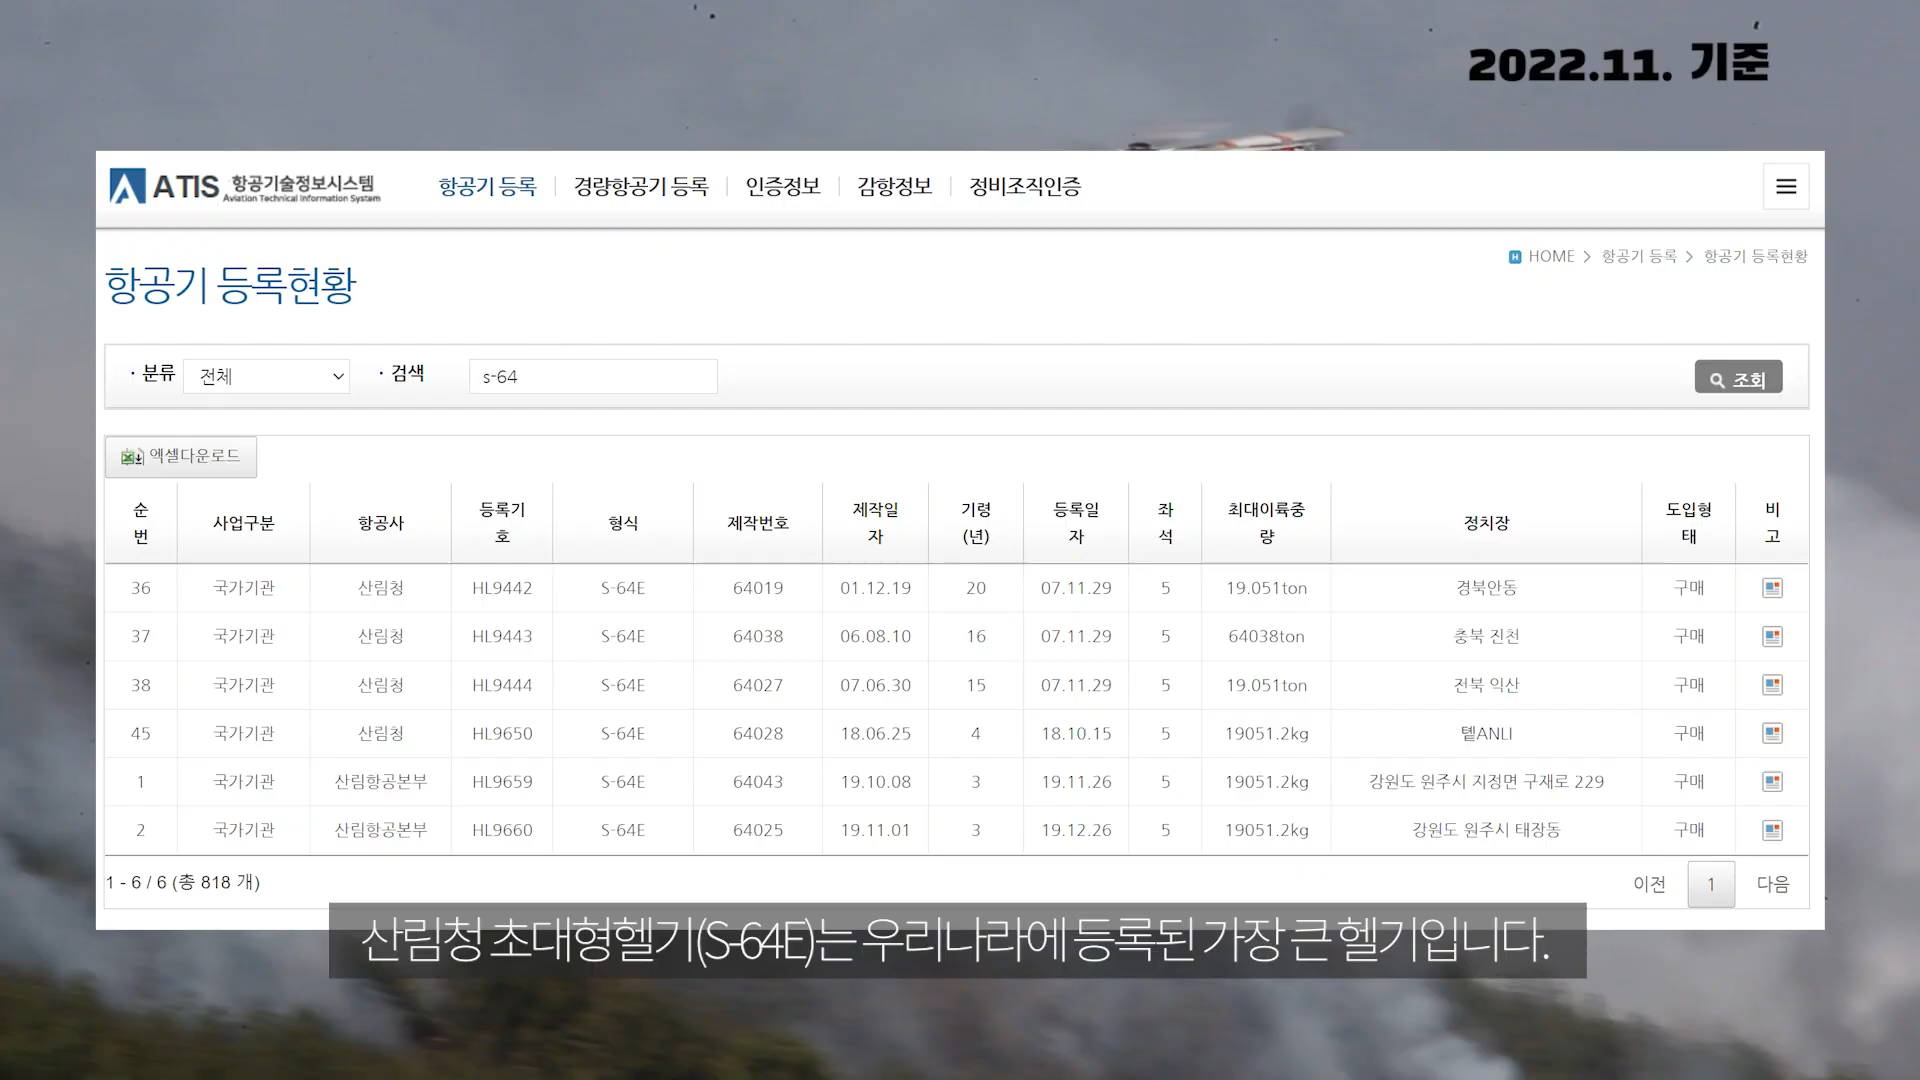 2022.11. 기준
ATIS 항공기술정보시스템
Aviation Technical Information System
항공기 등록 경량항공기 등록 인증정보 감항정보 정비조직인증
HOME > 항공기 등록 > 항공기 등록현황
항공기 등록현황
· 분류 전체 · 검색 s-64 조회
엑셀다운로드
순번 사업구분 항공사 등록기호 형식 제작번호 제작일자 기령(년) 등록일자 좌석 최대이륙중량 정치장 도입형태 비고
36 국가기관 산림청 HL9442 S-64E 64019 01.12.19 20 07.11.29 5 19.051ton 경북안동 구매
37 국가기관 산림청 HL9443 S-64E 64038 06.08.10 16 07.11.29 5 64038ton 충북 진천 구매
38 국가기관 산림청 HL9444 S-64E 64027 07.06.30 15 07.11.29 5 19.051ton 전북 익산 구매
45 국가기관 산림청 HL9650 S-64E 64028 18.06.25 4 18.10.15 5 19051.2kg ANLI 구매
1 국가기관 산림항공본부 HL9659 S-64E 64043 19.10.08 3 19.11.26 5 19051.2kg 강원도 원주시 지정면 구재로 229 구매
2 국가기관 산림항공본부 HL9660 S-64E 64025 19.11.01 3 19.12.26 5 19051.2kg 강원도 원주시 태장동 구매
1 - 6 / 6 (총 818 개)
이전 1 다음
산림청 초대형헬기(S-64E)는 우리나라에 등록된 가장 큰 헬기입니다.